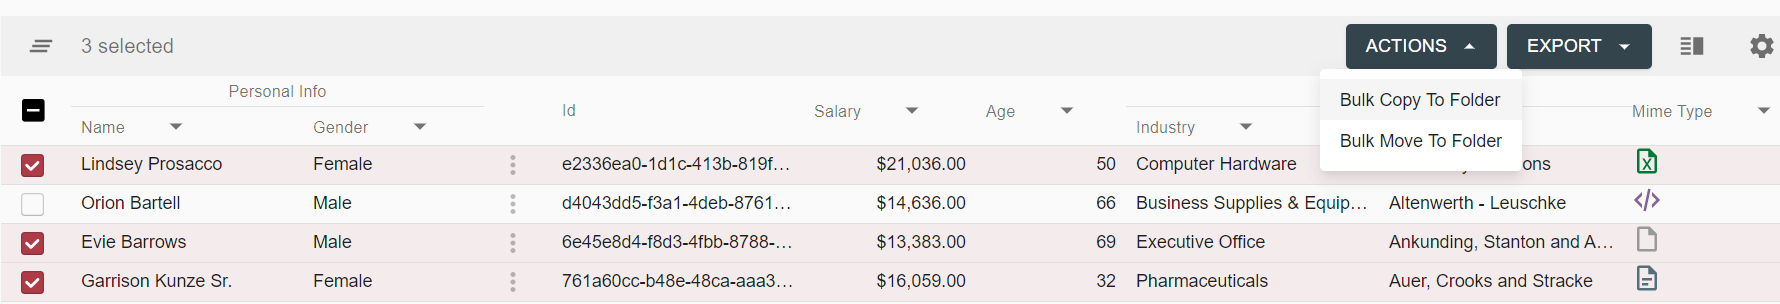 3 selected
ACTIONS
EXPORT
Bulk Copy To Folder
Bulk Move To Folder
Personal Info
Name
Gender
Id
Salary
Age
Industry
Mime Type
Lindsey Prosacco Female e2336ea0-1d1c-413b-819f... $21,036.00 50 Computer Hardware ons
Orion Bartell Male d4043dd5-f3a1-4deb-8761... $14,636.00 66 Business Supplies & Equip... Altenwerth - Leuschke
Evie Barrows Male 6e45e8d4-f8d3-4fbb-8788-... $13,383.00 69 Executive Office Ankunding, Stanton and A...
Garrison Kunze Sr. Female 761a60cc-b48e-48ca-aaa3... $16,059.00 32 Pharmaceuticals Auer, Crooks and Stracke